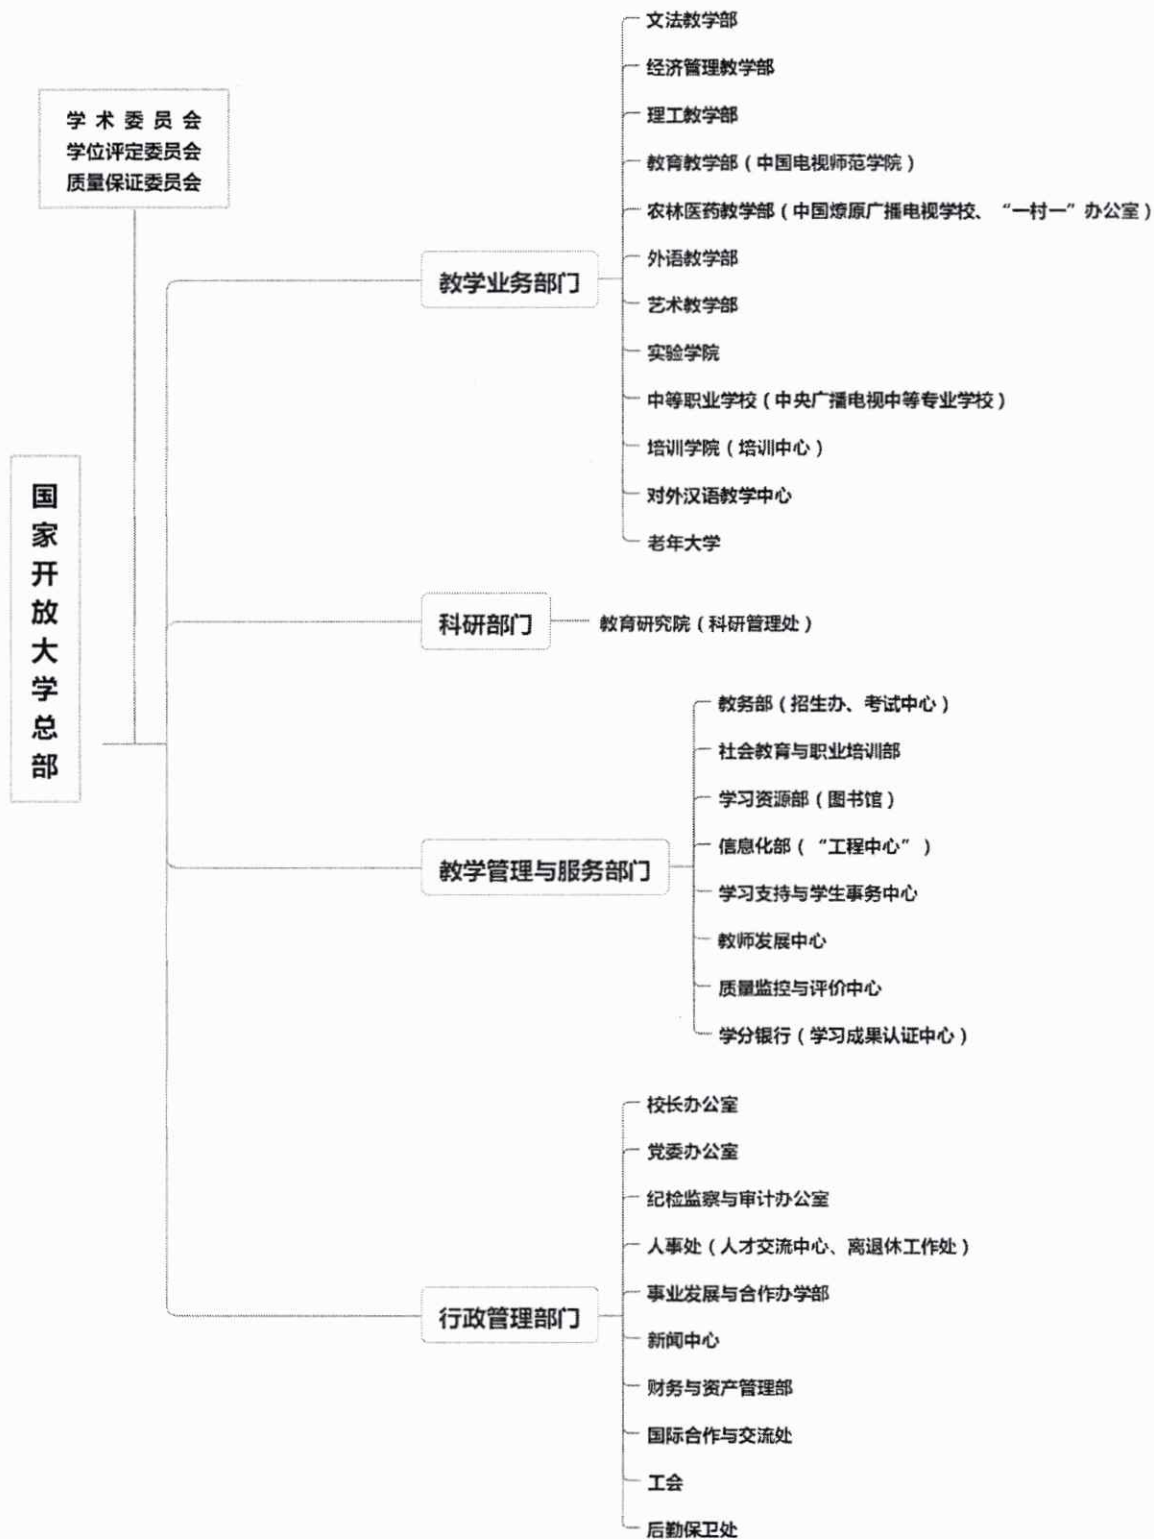 学术委员会
学位评定委员会
质量保证委员会
国家开放大学总部
教学业务部门
文法教学部
经济管理教学部
理工教学部
教育教学部（中国电视师范学院）
农林医药教学部（中国燎原广播电视学校、“一村一”办公室）
外语教学部
艺术教学部
实验学院
中等职业学校（中央广播电视中等专业学校）
培训学院（培训中心）
对外汉语教学中心
老年大学
科研部门
教育研究院（科研管理处）
教学管理与服务部门
教务部（招生办、考试中心）
社会教育与职业培训部
学习资源部（图书馆）
信息化部（“工程中心”）
学习支持与学生事务中心
教师发展中心
质量监控与评价中心
学分银行（学习成果认证中心）
行政管理部门
校长办公室
党委办公室
纪检监察与审计办公室
人事处（人才交流中心、离退休工作处）
事业发展与合作办学部
新闻中心
财务与资产管理部
国际合作与交流处
工会
后勤保卫处